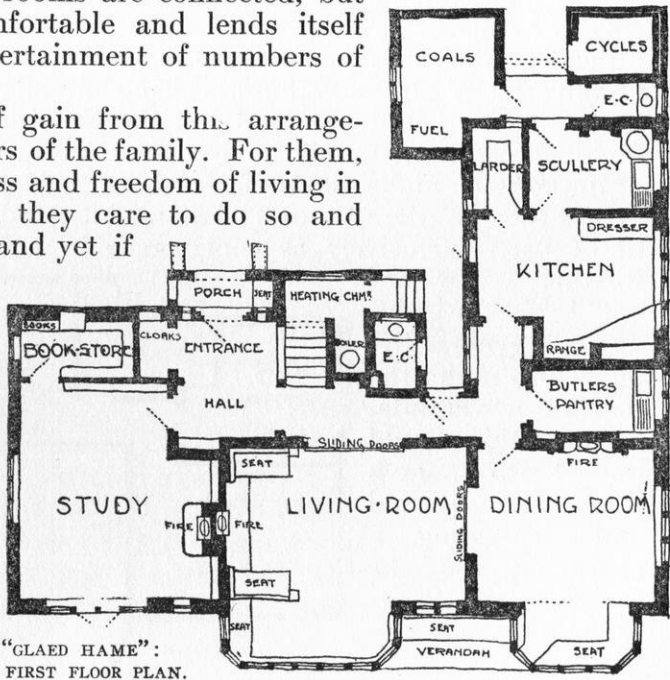 rooms are connected, but
mfortable and lends itself
tertainment of numbers of
f gain from this arrange-
rs of the family. For them,
ss and freedom of living in
they care to do so and
and yet if
COALS
CYCLES
E·C
FUEL
LARDER
SCULLERY
DRESSER
KITCHEN
PORCH
SEAT
HEATING CHMR
BOOKS
BOOK-STORE
CLOAKS
ENTRANCE
BOILER
E·C
RANGE
BUTLERS
PANTRY
HALL
SLIDING DOORS
SEAT
FIRE
STUDY
LIVING·ROOM
DINING ROOM
SLIDING DOORS
FIRE
FIRE
SEAT
SEAT
SEAT
VERANDAH
SEAT
"GLAED HAME":
FIRST FLOOR PLAN.